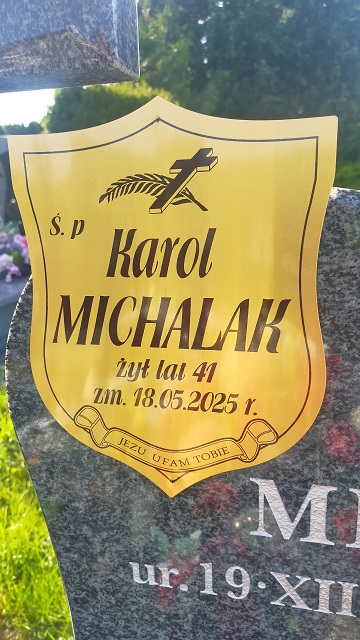 Ś. p
Karol
MICHALAK
żył lat 41
zm. 18.05.2025 r.
JEZU UFAM TOBIE
ur. 19·XII